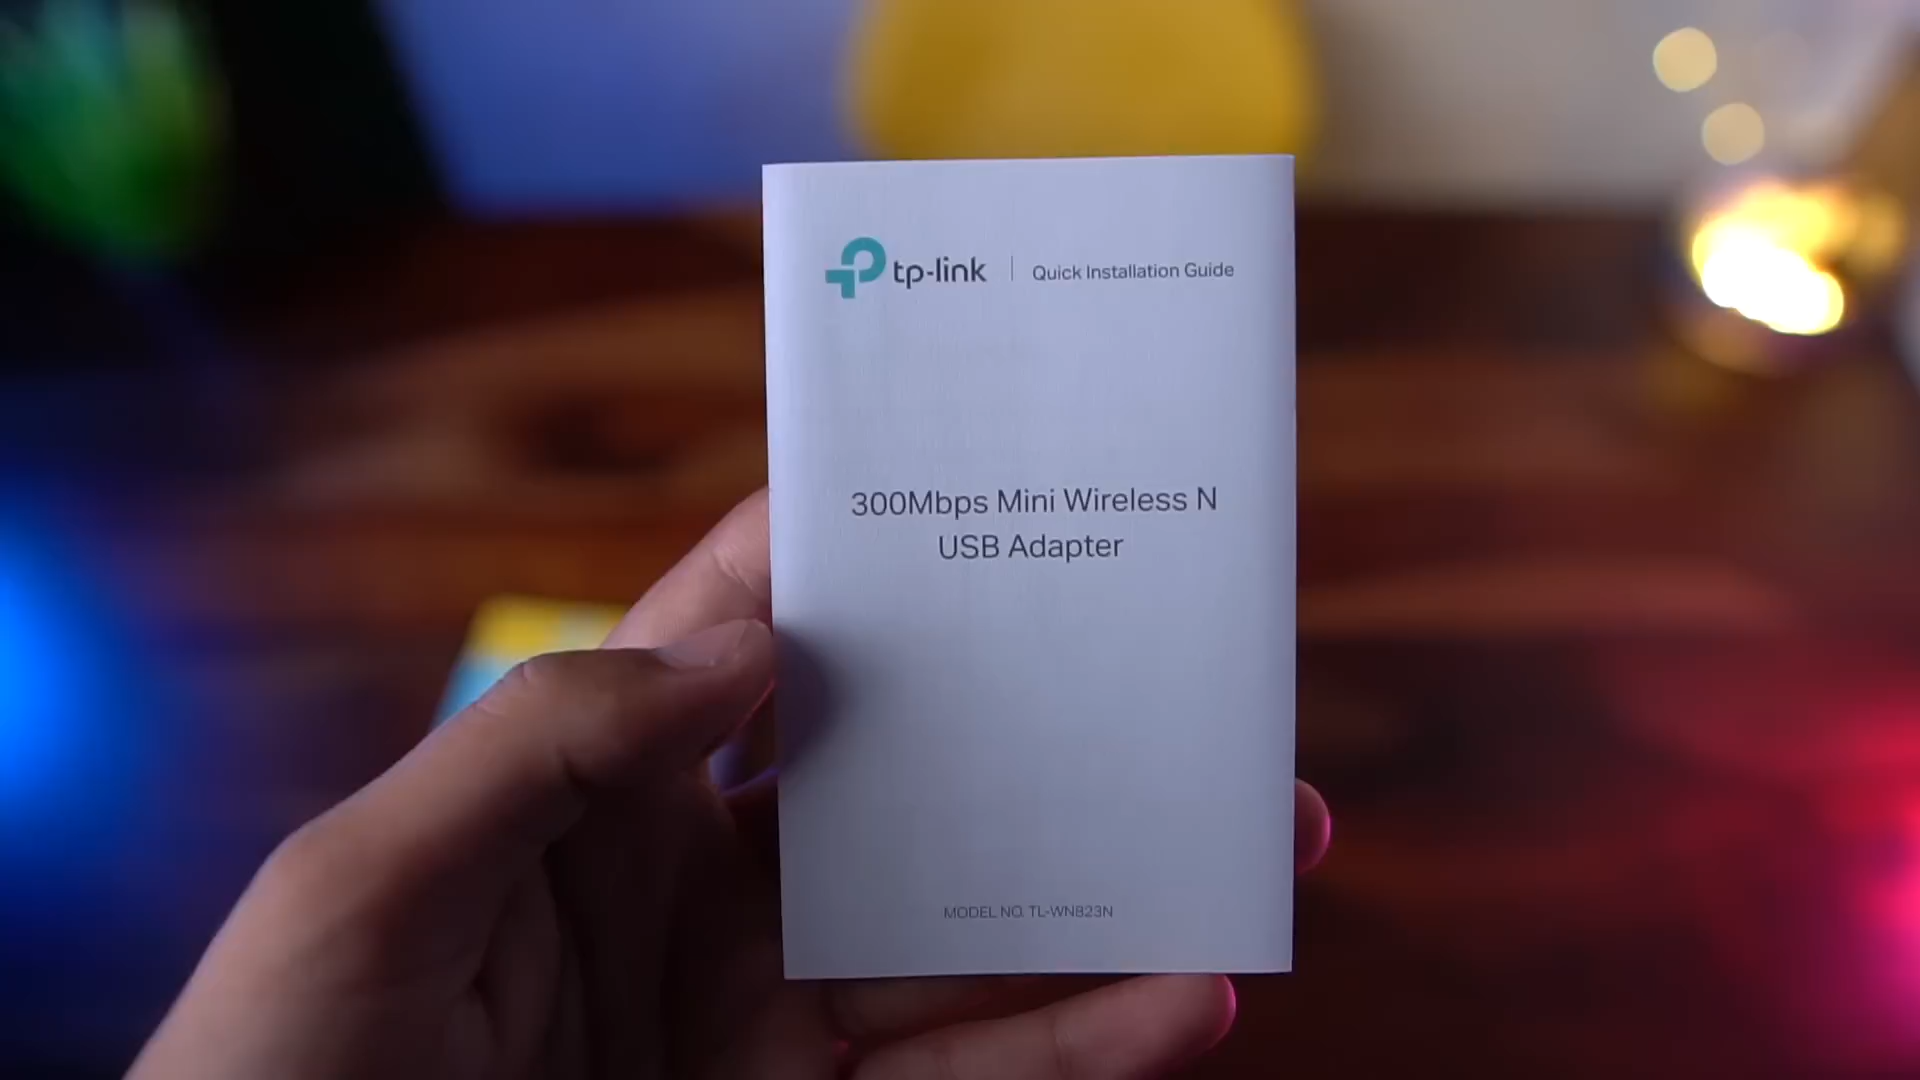 tp-link | Quick Installation Guide
300Mbps Mini Wireless N
USB Adapter
MODEL NO. TL-WN823N